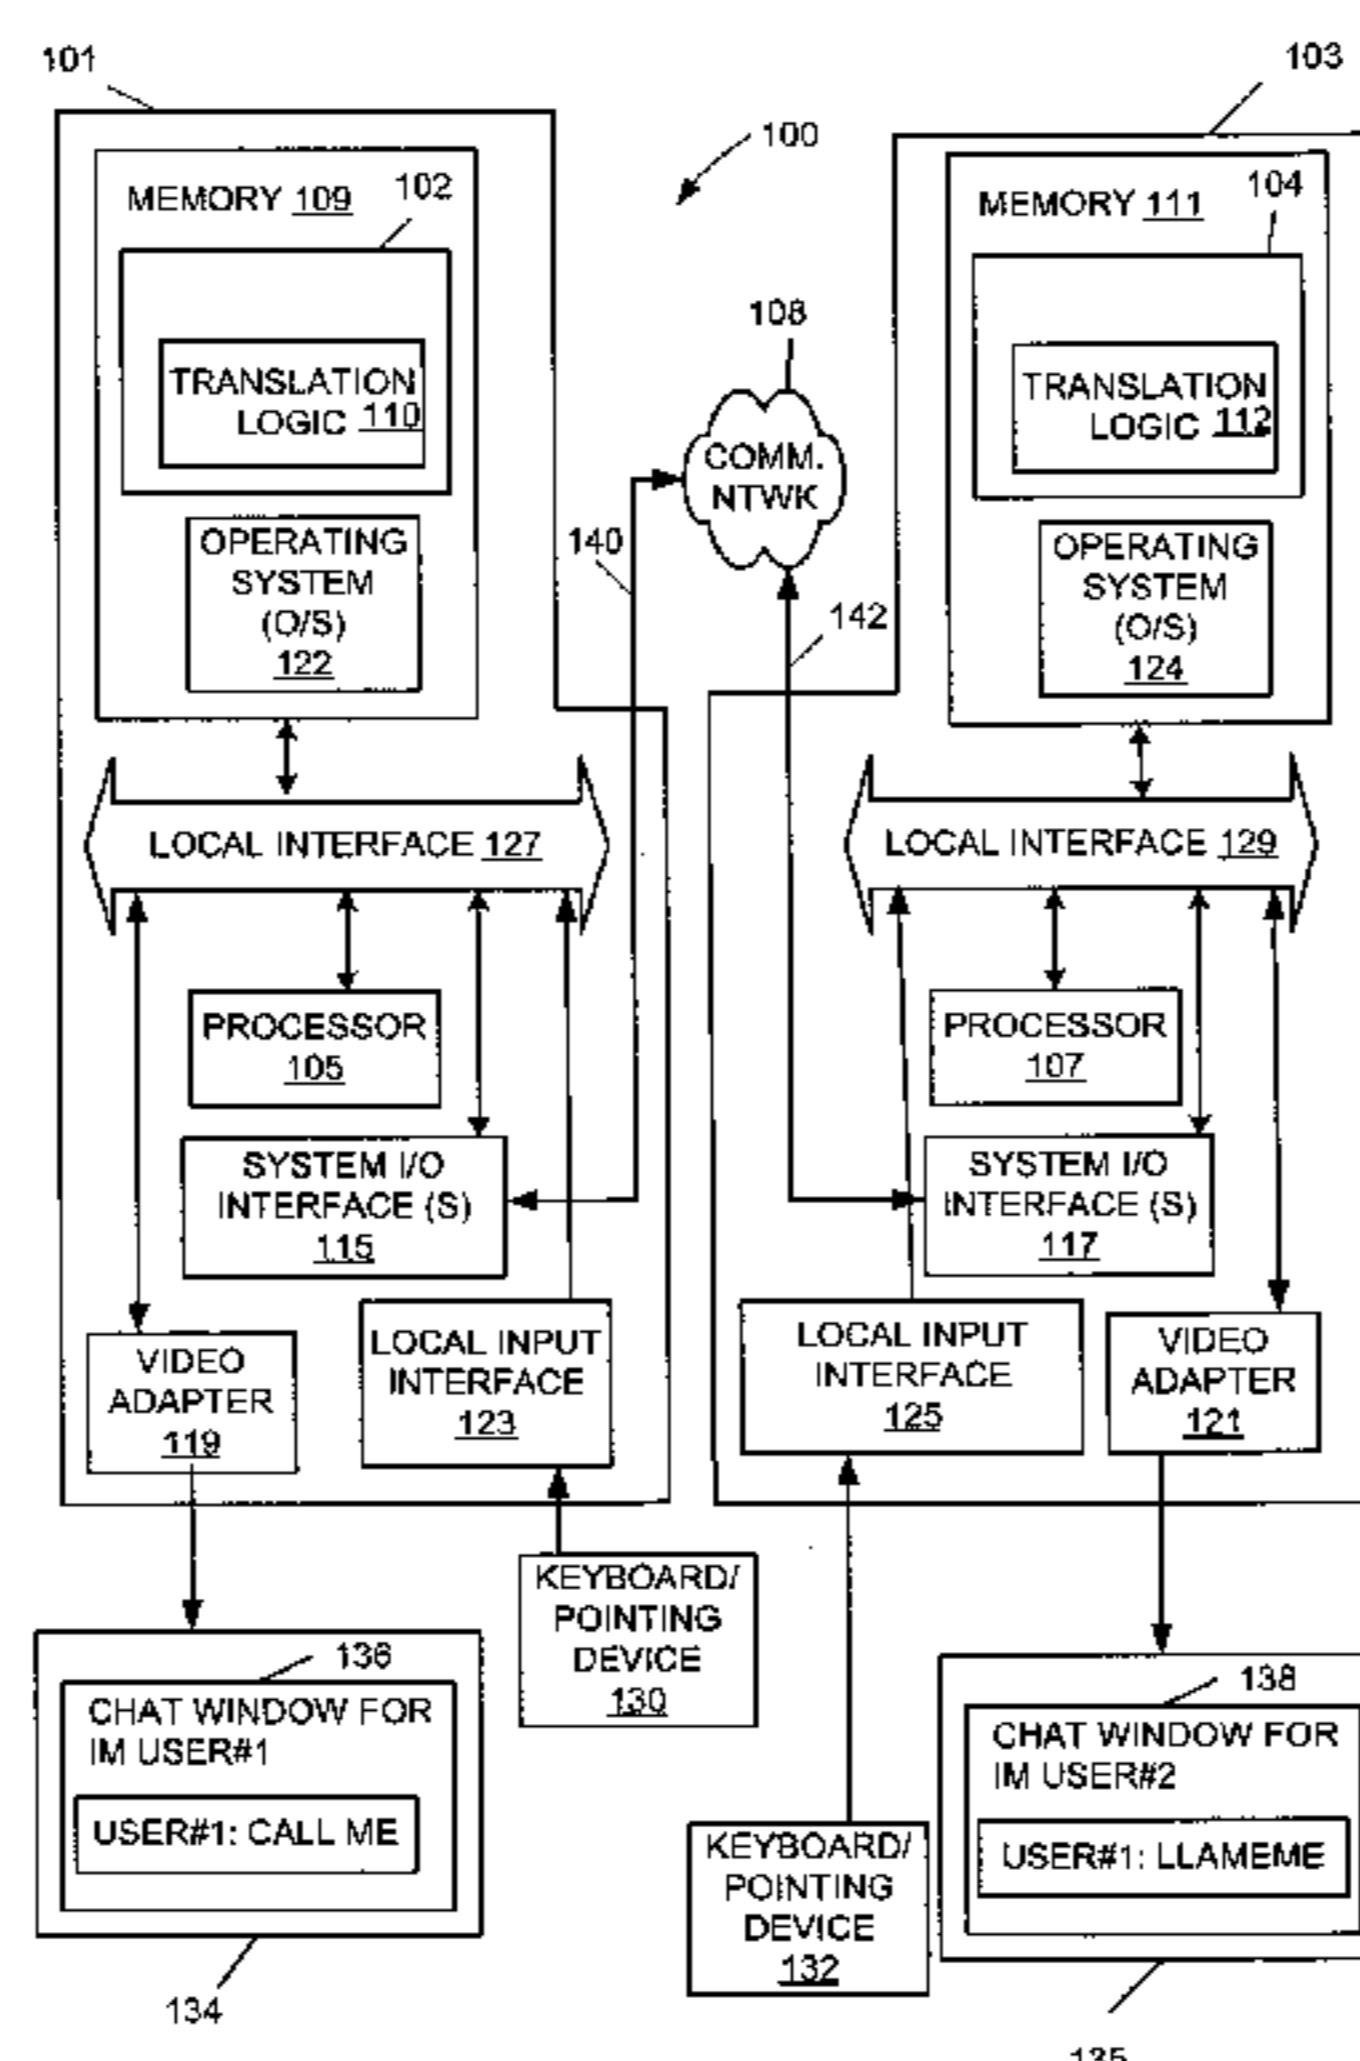 101
103
100
MEMORY 109
102
MEMORY 111
104
108
TRANSLATION
LOGIC 110
TRANSLATION
LOGIC 112
COMM.
NTWK
OPERATING
SYSTEM
(O/S)
122
140
142
OPERATING
SYSTEM
(O/S)
124
LOCAL INTERFACE 127
LOCAL INTERFACE 129
PROCESSOR
105
PROCESSOR
107
SYSTEM I/O
INTERFACE (S)
115
SYSTEM I/O
INTERFACE (S)
117
VIDEO
ADAPTER
119
LOCAL INPUT
INTERFACE
123
LOCAL INPUT
INTERFACE
125
VIDEO
ADAPTER
121
KEYBOARD/
POINTING
DEVICE
130
136
CHAT WINDOW FOR
IM USER#1
USER#1: CALL ME
134
138
CHAT WINDOW FOR
IM USER#2
USER#1: LLAMEME
KEYBOARD/
POINTING
DEVICE
132
135